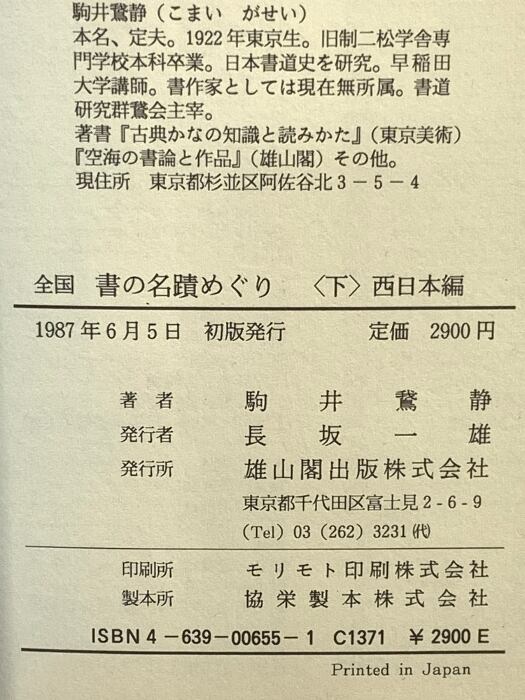 駒井鵞静（こまい　がせい）
本名、定夫。1922年東京生。旧制二松学舎専
門学校本科卒業。日本書道史を研究。早稲田
大学講師。書作家としては現在無所属。書道
研究群鵞会主宰。
著書『古典かなの知識と読みかた』（東京美術）
『空海の書論と作品』（雄山閣）その他。
現住所　東京都杉並区阿佐谷北3－5－4
全国　書の名蹟めぐり　〈下〉西日本編
1987年6月5日　初版発行　定価　2900円
著者　駒井鵞静
発行者　長坂一雄
発行所　雄山閣出版株式会社
東京都千代田区富士見2-6-9
(Tel) 03 (262) 3231㈹
印刷所　モリモト印刷株式会社
製本所　協栄製本株式会社
ISBN4－639－00655－1　C1371　￥2900E
Printed in Japan